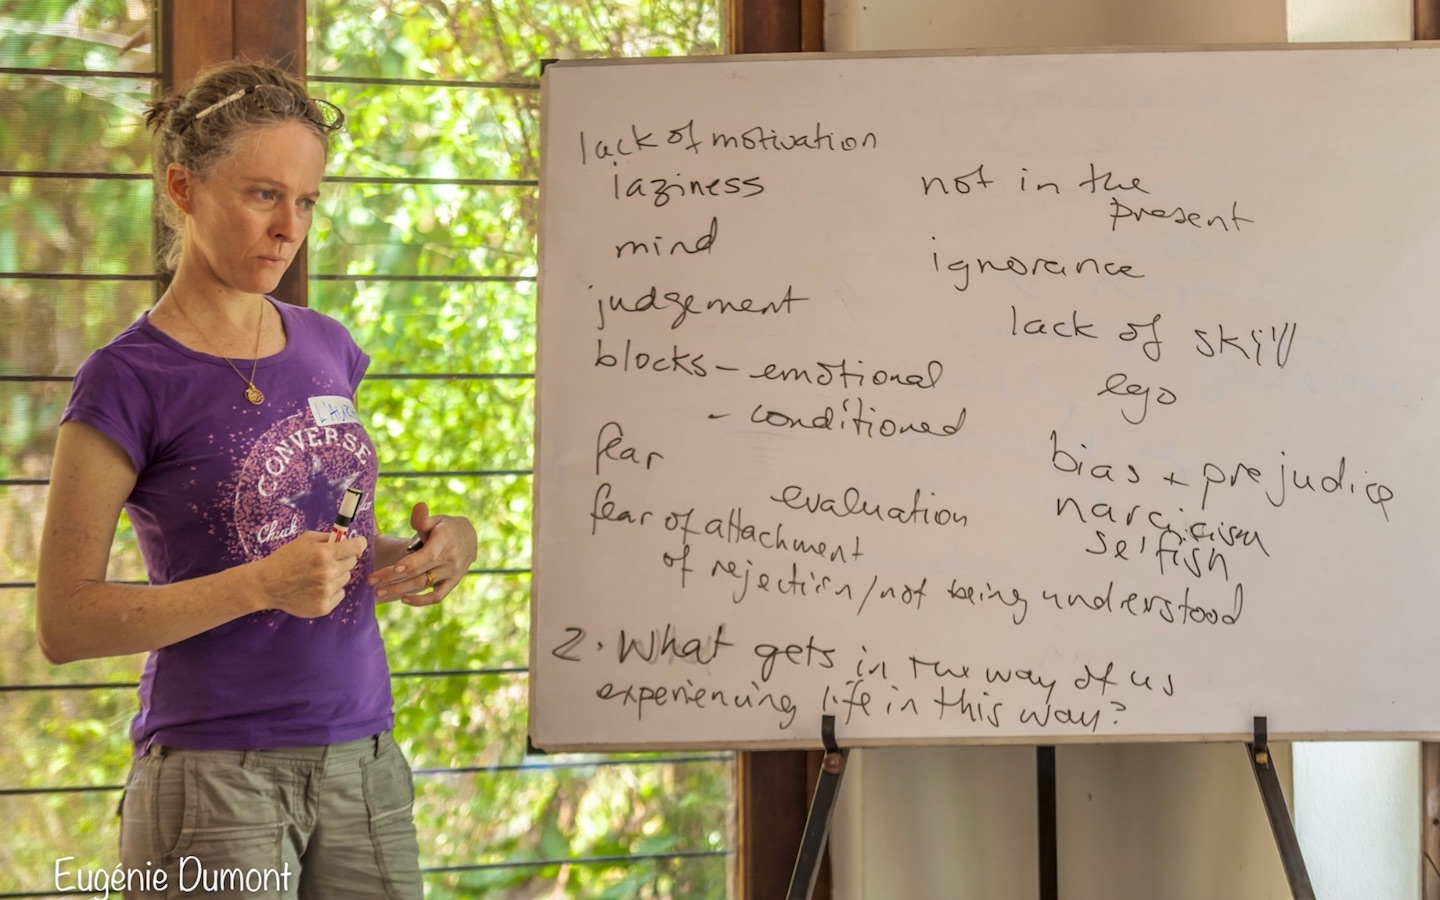 lack of motivation
laziness
mind
judgement
blocks - emotional
- conditioned
fear
evaluation
fear of attachment
of rejection/not being understood
not in the
present
ignorance
lack of skill
ego
bias + prejudice
narcicism
selfish
2. What gets in the way of us
experiencing life in this way?
CONVERSE
Chuck
Eugénie Dumont